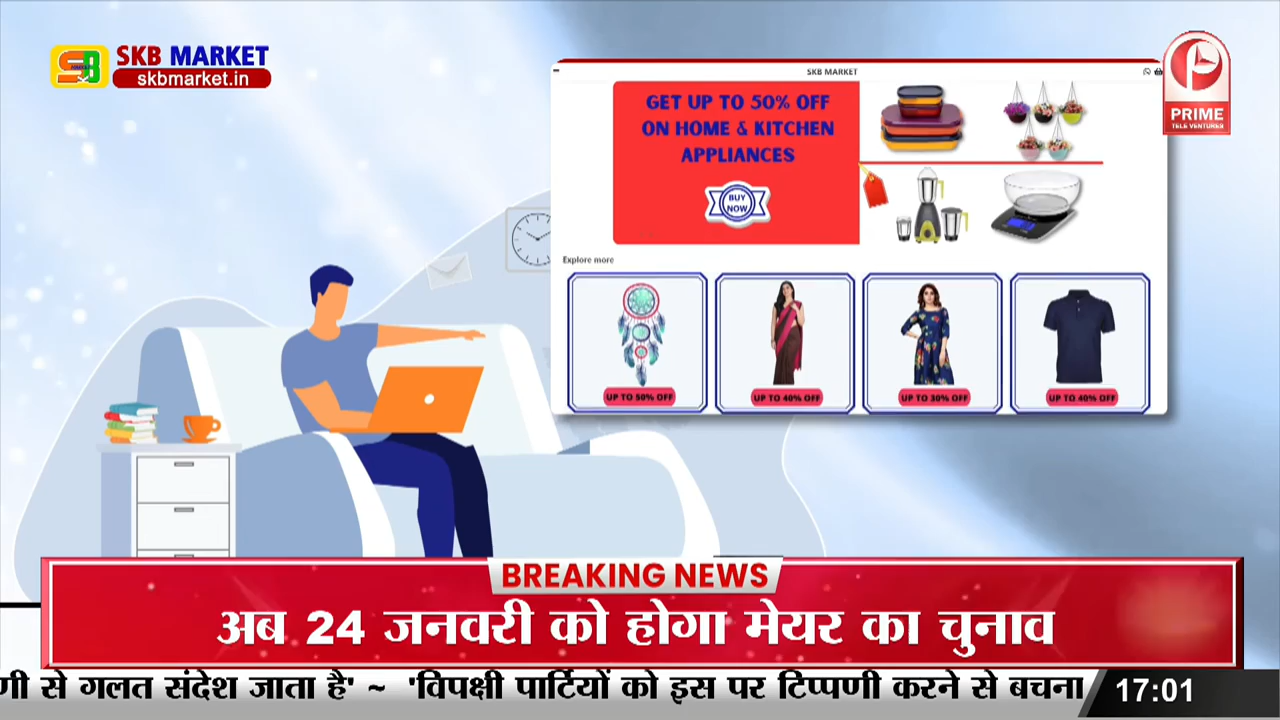 SKB MARKET
skbmarket.in
SKB MARKET
GET UP TO 50% OFF
ON HOME & KITCHEN
APPLIANCES
BUY
NOW
Explore more
UP TO 50% OFF
UP TO 40% OFF
UP TO 30% OFF
UP TO 40% OFF
PRIME
TELE VENTURES
BREAKING NEWS
अब 24 जनवरी को होगा मेयर का चुनाव
णी से गलत संदेश जाता है' ~ 'विपक्षी पार्टियों को इस पर टिप्पणी करने से बचना
17:01